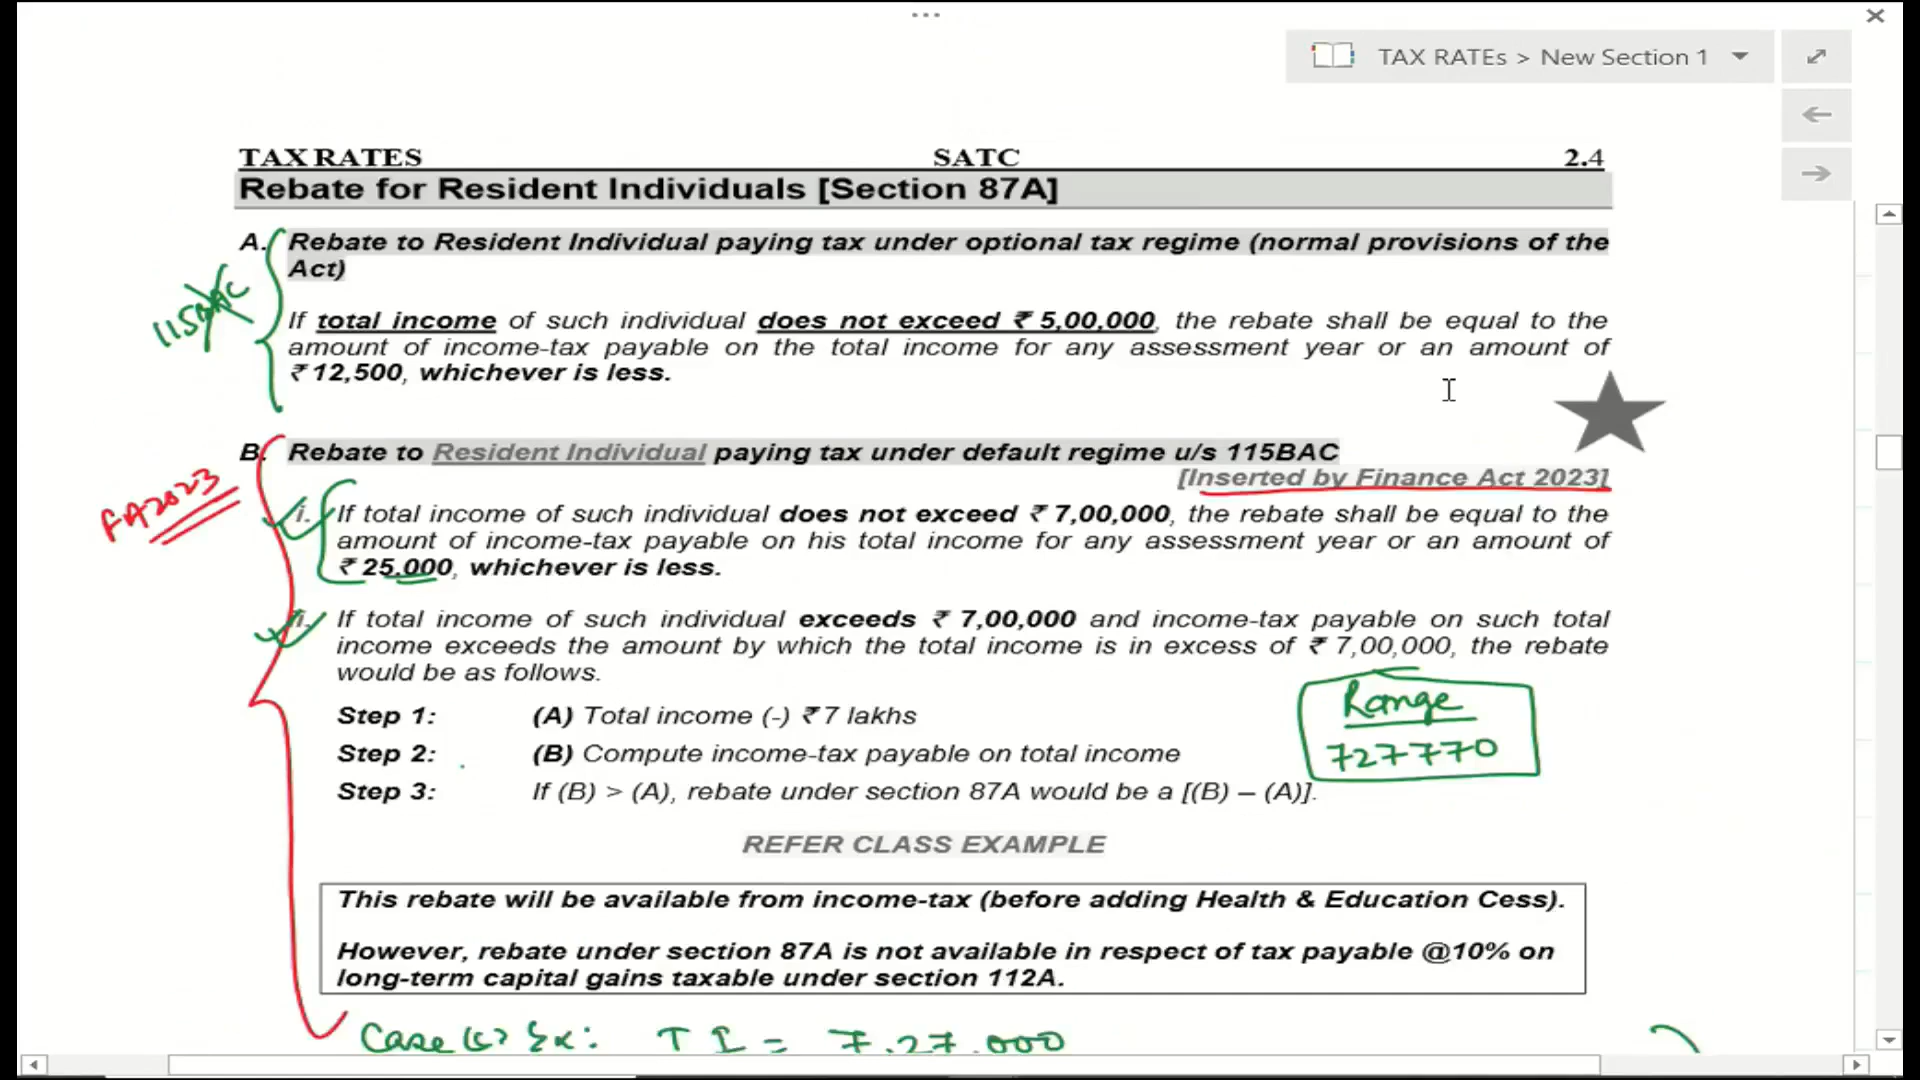 TAX RATEs > New Section 1
TAX RATES SATC 2.4
Rebate for Resident Individuals [Section 87A]
A. Rebate to Resident Individual paying tax under optional tax regime (normal provisions of the
Act)
115BAC
If total income of such individual does not exceed ₹ 5,00,000, the rebate shall be equal to the
amount of income-tax payable on the total income for any assessment year or an amount of
₹ 12,500, whichever is less.
B. Rebate to Resident Individual paying tax under default regime u/s 115BAC
[Inserted by Finance Act 2023]
FA2023
i. If total income of such individual does not exceed ₹ 7,00,000, the rebate shall be equal to the
amount of income-tax payable on his total income for any assessment year or an amount of
₹ 25,000, whichever is less.
ii. If total income of such individual exceeds ₹ 7,00,000 and income-tax payable on such total
income exceeds the amount by which the total income is in excess of ₹ 7,00,000, the rebate
would be as follows.
Range
727770
Step 1: (A) Total income (-) ₹ 7 lakhs
Step 2: (B) Compute income-tax payable on total income
Step 3: If (B) > (A), rebate under section 87A would be a [(B) – (A)].
REFER CLASS EXAMPLE
This rebate will be available from income-tax (before adding Health & Education Cess).
However, rebate under section 87A is not available in respect of tax payable @10% on
long-term capital gains taxable under section 112A.
Ex: TI = 7,27,000